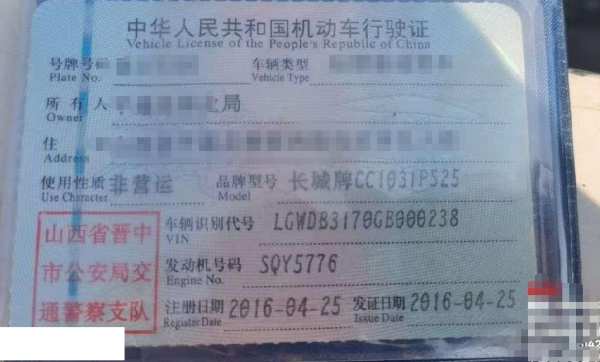 中华人民共和国机动车行驶证
Vehicle License of the People's Republic of China
号牌号 车辆类型
Plate No. Vehicle Type
所有人 局
Owner
住
Address
使用性质 非营运 品牌型号 长城牌CC1031PS25
Use Character Model
山西省晋中
市公安局交
通警察支队
车辆识别代号 LGWDB3170GB000238
VIN
发动机号码 SQY5776
Engine No.
注册日期 2016-04-25 发证日期 2016-04-25
Register Date Issue Date